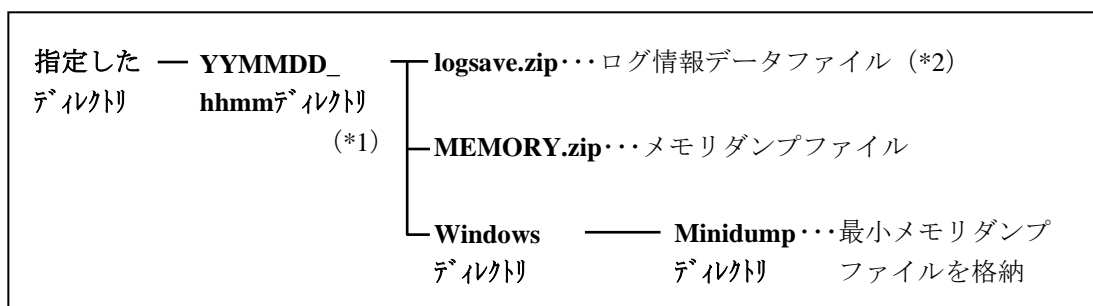 指定した YYMMDD_ logsave.zip･･･ログ情報データファイル (*2)
ﾃﾞｨﾚｸﾄﾘ hhmmﾃﾞｨﾚｸﾄﾘ
(*1)
MEMORY.zip･･･メモリダンプファイル
Windows Minidump･･･最小メモリダンプ
ﾃﾞｨﾚｸﾄﾘ ﾃﾞｨﾚｸﾄﾘ ファイルを格納